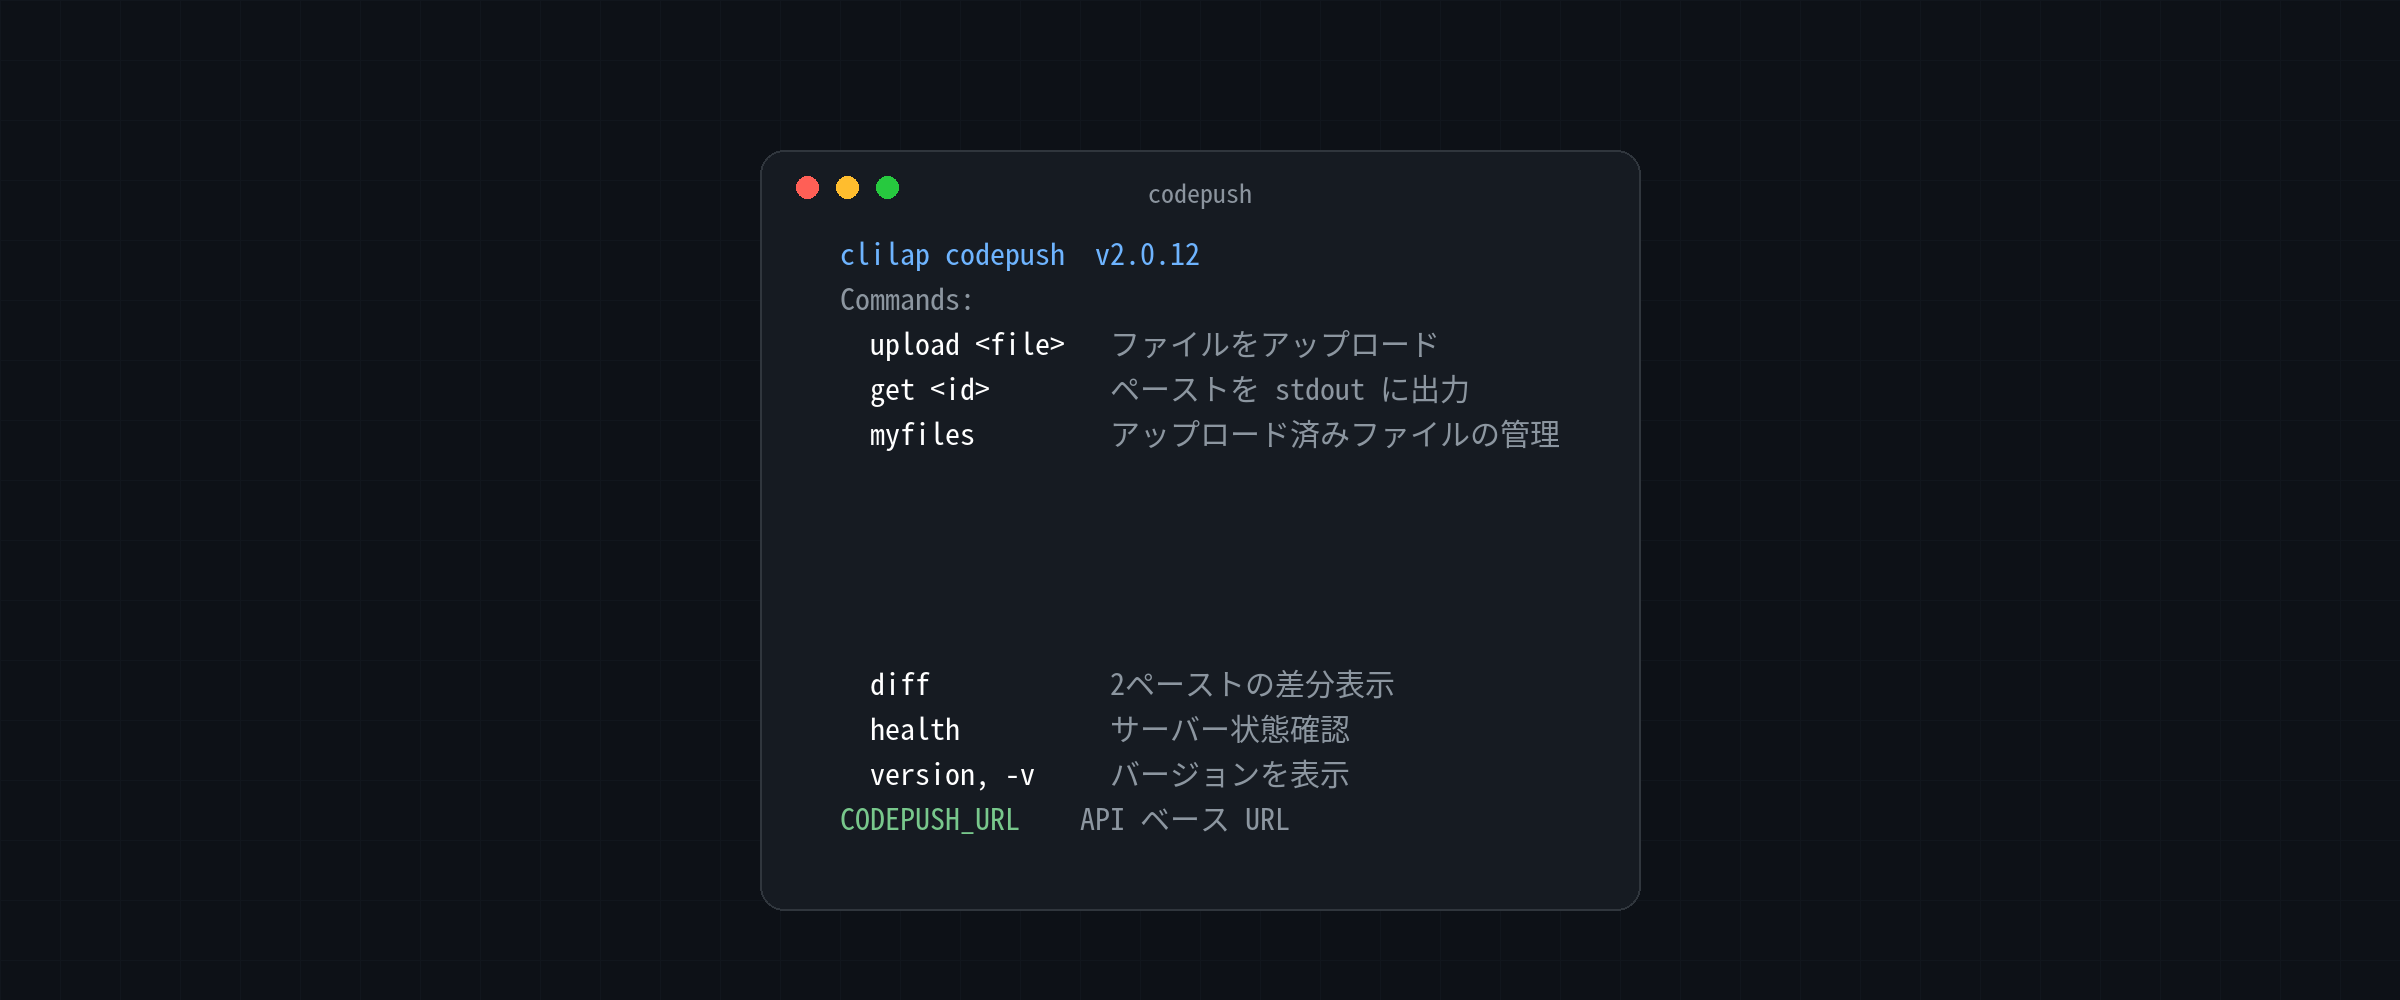 codepush
clilap codepush  v2.0.12
Commands:
upload <file>   ファイルをアップロード
get <id>        ペーストを stdout に出力
myfiles         アップロード済みファイルの管理
diff            2ペーストの差分表示
health          サーバー状態確認
version, -v     バージョンを表示
CODEPUSH_URL    API ベース URL